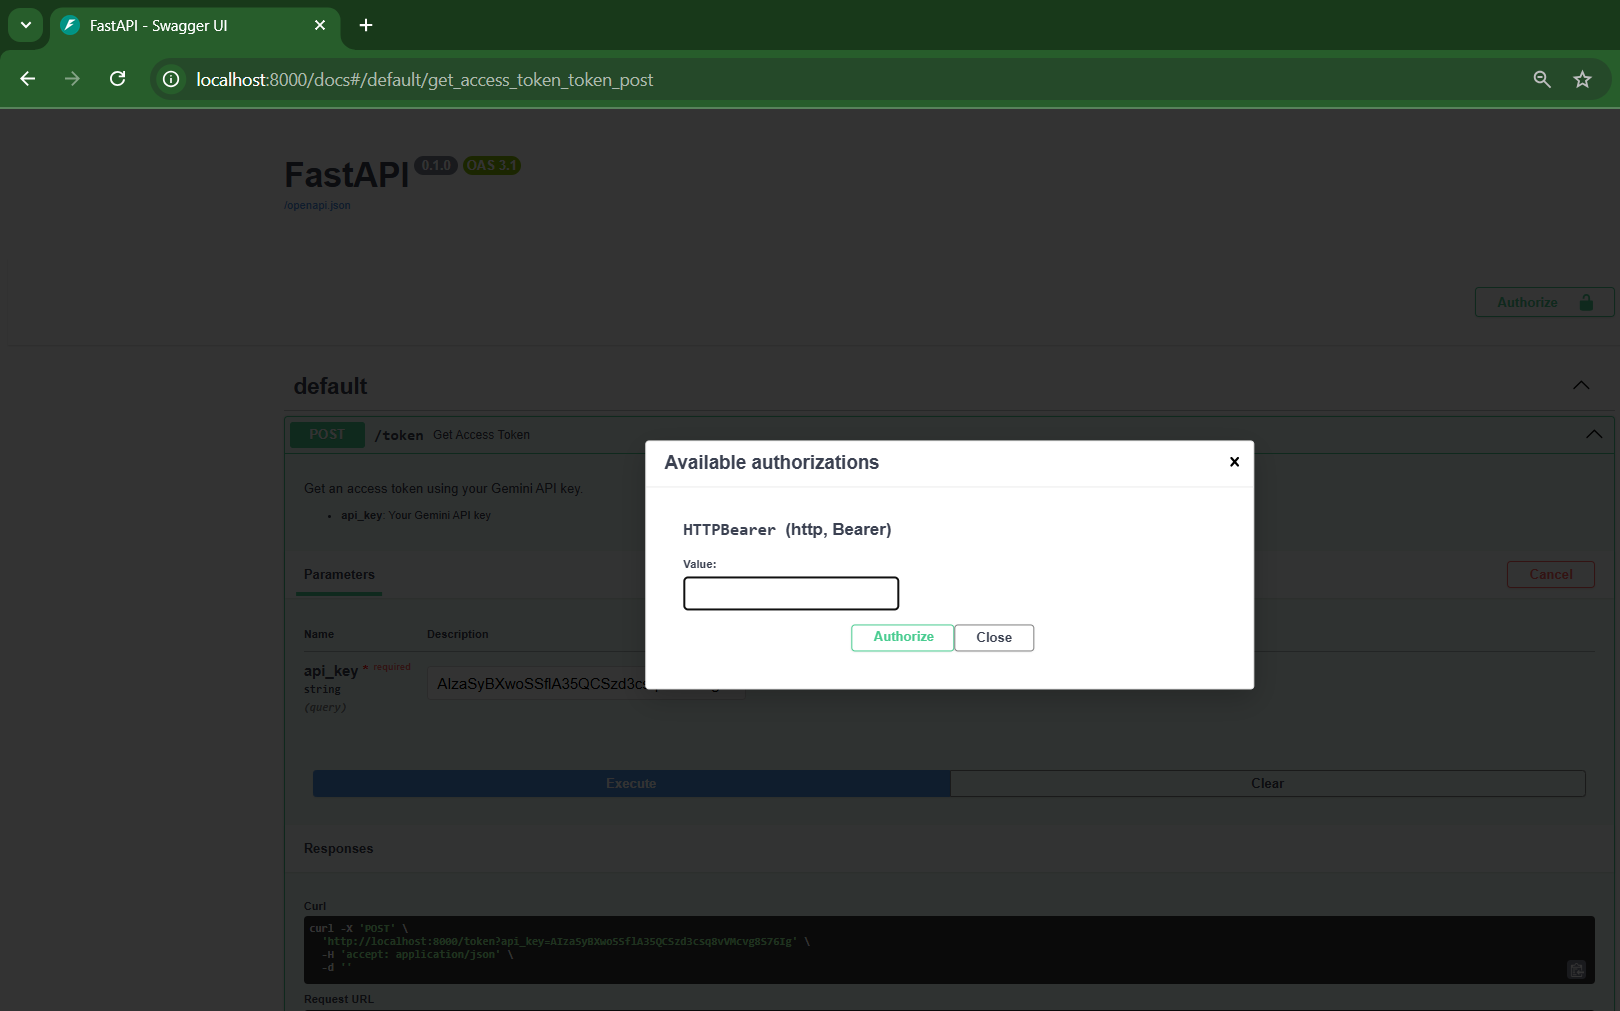 FastAPI - Swagger UI
localhost:8000/docs#/default/get_access_token_token_post
FastAPI 0.1.0 OAS 3.1
/openapi.json
Authorize
default
POST /token Get Access Token
Available authorizations
Get an access token using your Gemini API key.
• api_key: Your Gemini API key
HTTPBearer (http, Bearer)
Value:
Authorize Close
Parameters
Cancel
Name Description
api_key * required
string
(query)
AIzaSyBXwoSSflA35QCSzd3cs
Execute Clear
Responses
Curl
curl -X 'POST' \
'http://localhost:8000/token?api_key=AIzaSyBXwoSSflA35QCSzd3csq8vVMcvg8S76Ig' \
-H 'accept: application/json' \
-d ''
Request URL